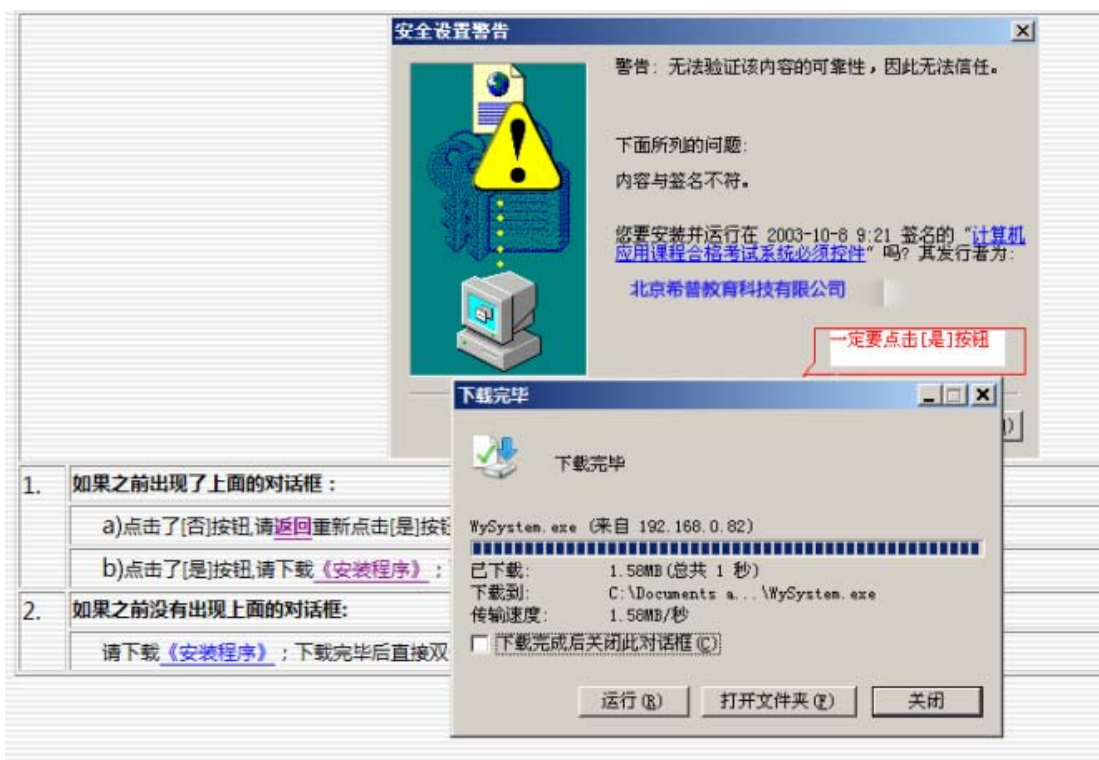 安全设置警告
警告: 无法验证该内容的可靠性，因此无法信任。
下面所列的问题:
内容与签名不符。
您要安装并运行在 2003-10-8 9:21 签名的 "计算机
应用课程合格考试系统必须控件" 吗? 其发行者为:
北京希普教育科技有限公司
一定要点击[是]按钮
下载完毕
下载完毕
WySystem.exe (来自 192.168.0.82)
已下载: 1.58MB(总共 1 秒)
下载到: C:\Documents a...\WySystem.exe
传输速度: 1.58MB/秒
下载完成后关闭此对话框(C)
运行(R) 打开文件夹(F) 关闭
1. 如果之前出现了上面的对话框：
a)点击了[否]按钮,请返回重新点击[是]按钮
b)点击了[是]按钮,请下载《安装程序》；
2. 如果之前没有出现上面的对话框:
请下载《安装程序》；下载完毕后直接双